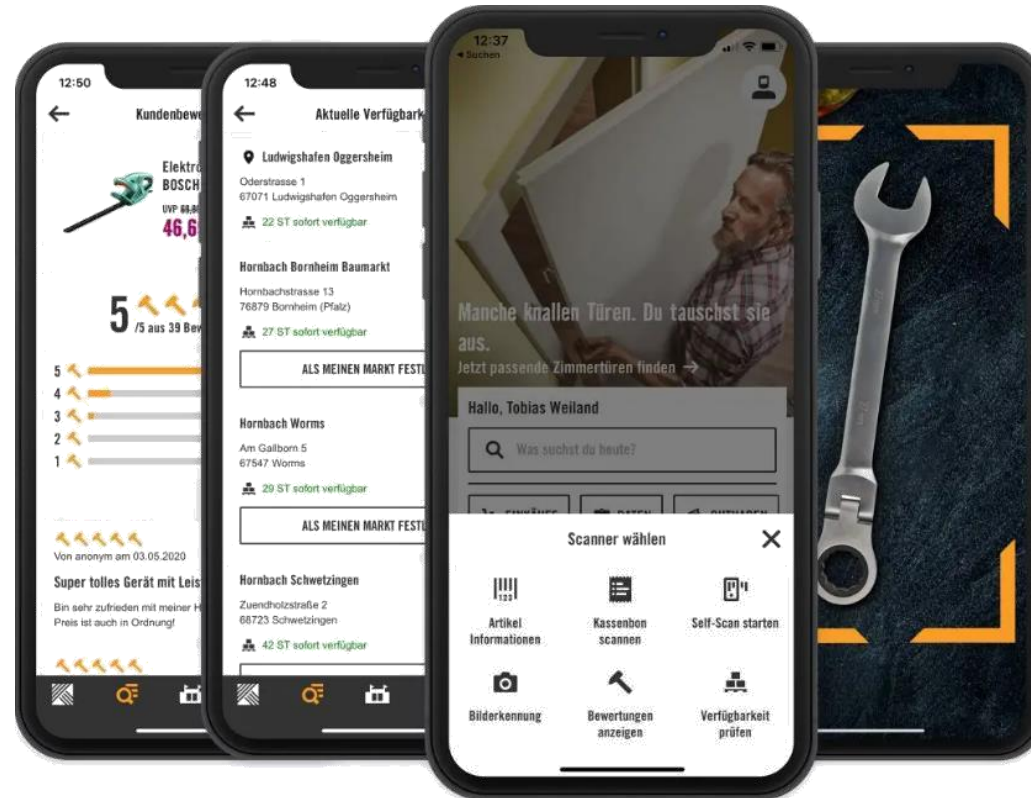 12:50
Kundenbewe
Elektro
BOSCH
UVP
46,6
5 /5 aus 39 Bew
5
4
3
2
1
Von anonym am 03.05.2020
Super tolles Gerät mit Leis
Bin sehr zufrieden mit meiner H
Preis ist auch in Ordnung!
12:48
Aktuelle Verfügbark
Ludwigshafen Oggersheim
Oderstrasse 1
67071 Ludwigshafen Oggersheim
22 ST sofort verfügbar
Hornbach Bornheim Baumarkt
Hornbachstrasse 13
76879 Bornheim (Pfalz)
27 ST sofort verfügbar
ALS MEINEN MARKT FESTL
Hornbach Worms
Am Gallborn 5
67547 Worms
29 ST sofort verfügbar
ALS MEINEN MARKT FESTL
Hornbach Schwetzingen
Zuendholzstraße 2
68723 Schwetzingen
42 ST sofort verfügbar
12:37
Suchen
Manche knallen Türen. Du tauschst sie
aus.
Jetzt passende Zimmertüren finden →
Hallo, Tobias Weiland
Was suchst du heute?
Scanner wählen
123
Artikel
Informationen
Kassenbon
scannen
Self-Scan starten
Bilderkennung
Bewertungen
anzeigen
Verfügbarkeit
prüfen